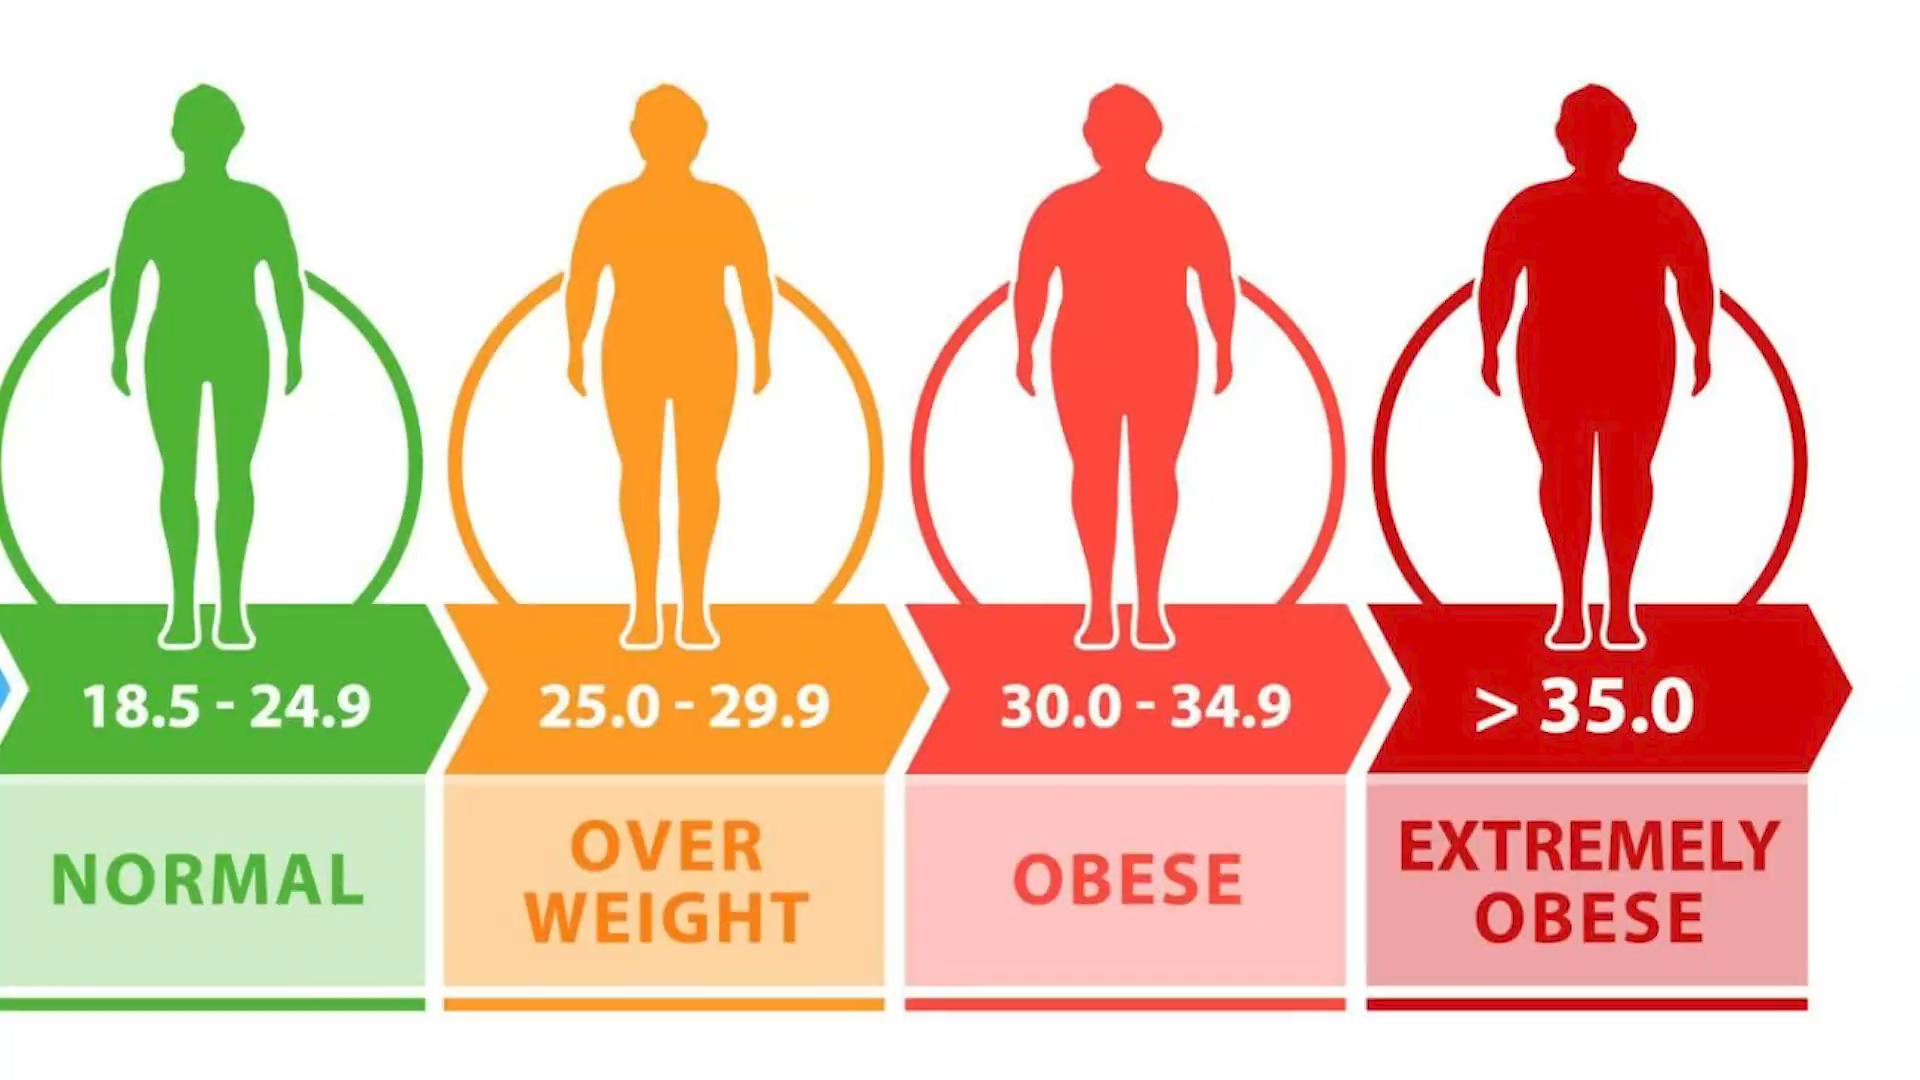 18.5 - 24.9
25.0 - 29.9
30.0 - 34.9
> 35.0
NORMAL
OVER
WEIGHT
OBESE
EXTREMELY
OBESE